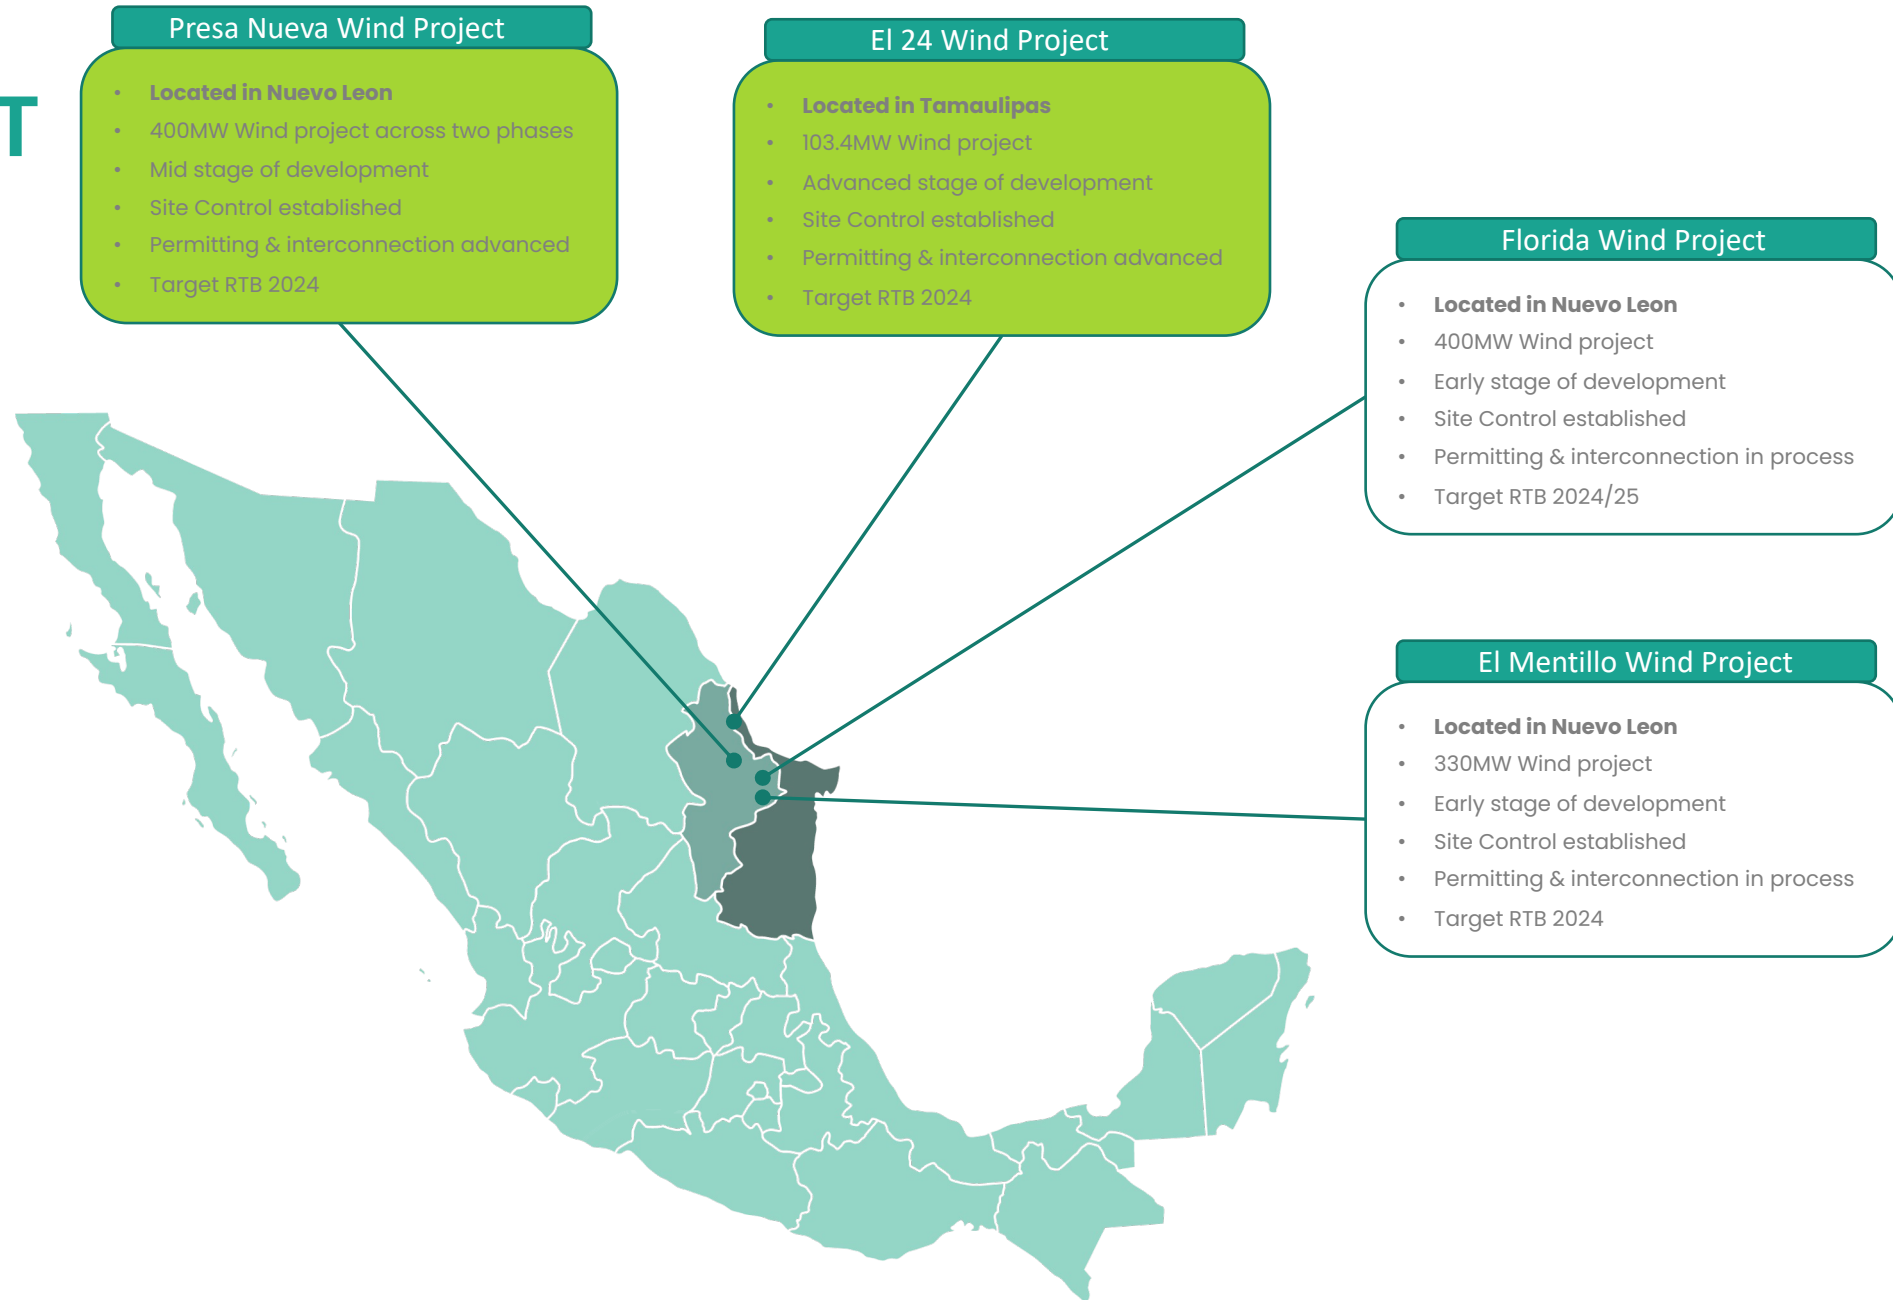 T
Presa Nueva Wind Project
• Located in Nuevo Leon
• 400MW Wind project across two phases
• Mid stage of development
• Site Control established
• Permitting & interconnection advanced
• Target RTB 2024
El 24 Wind Project
• Located in Tamaulipas
• 103.4MW Wind project
• Advanced stage of development
• Site Control established
• Permitting & interconnection advanced
• Target RTB 2024
Florida Wind Project
• Located in Nuevo Leon
• 400MW Wind project
• Early stage of development
• Site Control established
• Permitting & interconnection in process
• Target RTB 2024/25
El Mentillo Wind Project
• Located in Nuevo Leon
• 330MW Wind project
• Early stage of development
• Site Control established
• Permitting & interconnection in process
• Target RTB 2024